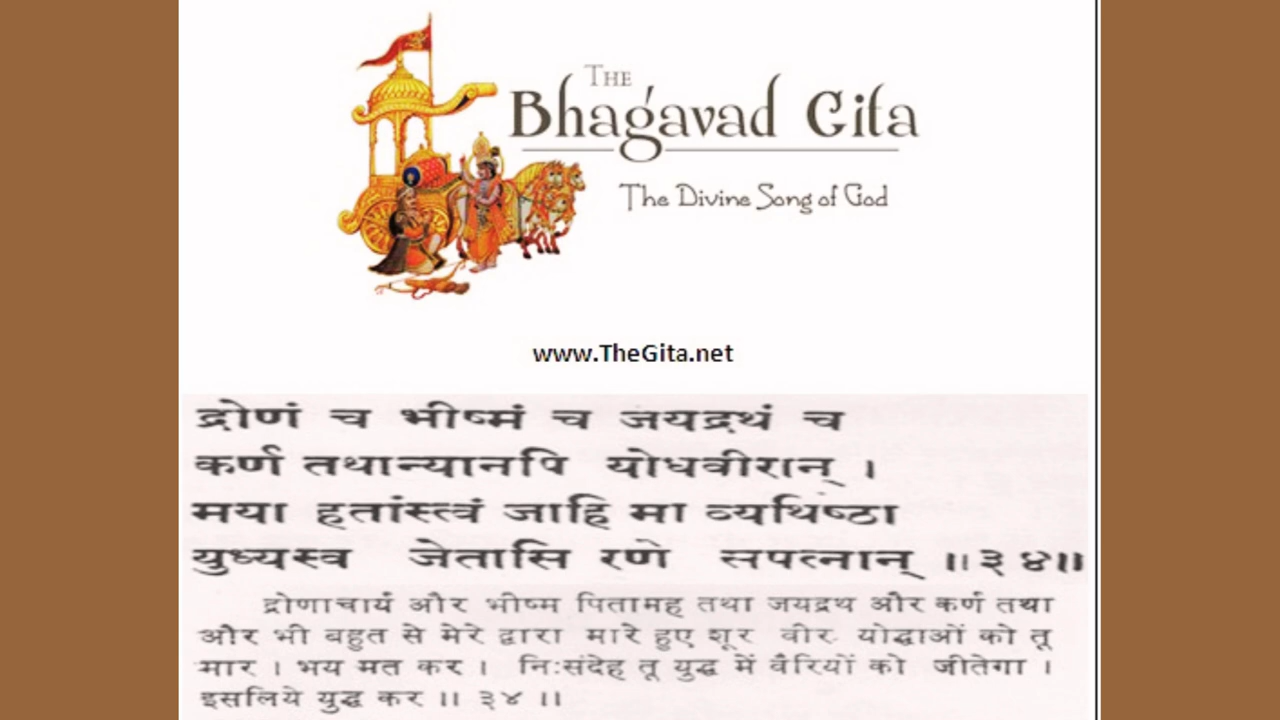 THE
Bhagavad Gita
The Divine Song of God
www.TheGita.net
द्रोणं च भीष्मं च जयद्रथं च
कर्ण तथान्यानपि योधवीरान् ।
मया हतांस्त्वं जाहि मा व्यथिष्ठा
युध्यस्व जेतासि रणे सपत्नान् ॥३४॥
द्रोणाचार्य और भीष्म पितामह तथा जयद्रथ और कर्ण तथा
और भी बहुत से मेरे द्वारा मारे हुए शूर वीर योद्धाओं को तू
मार । भय मत कर । निःसंदेह तू युद्ध में वैरियों को जीतेगा ।
इसलिये युद्ध कर ॥ ३४ ॥